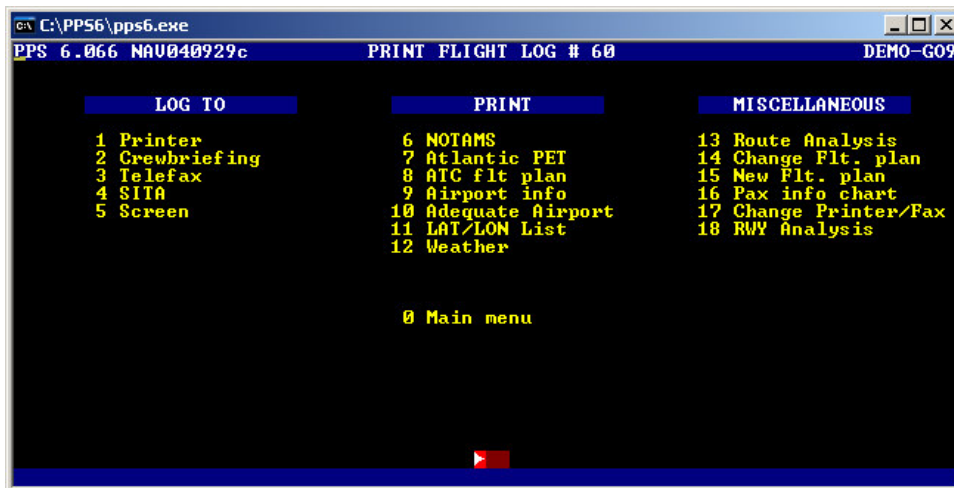 C:\PPS6\pps6.exe
PPS 6.066 NAV040929c PRINT FLIGHT LOG # 60 DEMO-GO9
LOG TO PRINT MISCELLANEOUS
1 Printer 6 NOTAMS 13 Route Analysis
2 Crewbriefing 7 Atlantic PET 14 Change Flt. plan
3 Telefax 8 ATC flt plan 15 New Flt. plan
4 SITA 9 Airport info 16 Pax info chart
5 Screen 10 Adequate Airport 17 Change Printer/Fax
11 LAT/LON List 18 RWY Analysis
12 Weather
0 Main menu